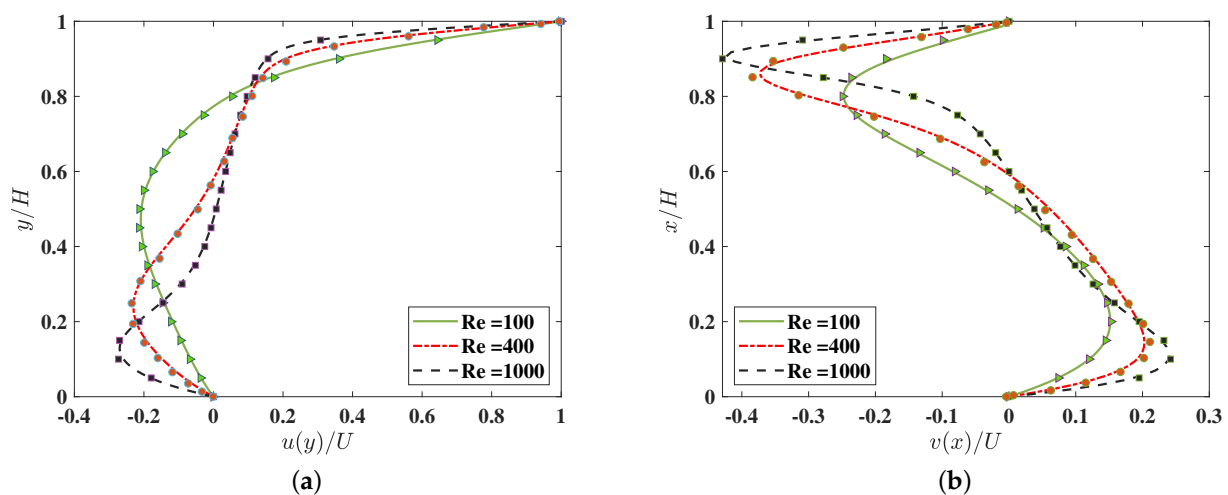 1
0.8
0.6
0.4
0.2
0
y/H
-0.4 -0.2 0 0.2 0.4 0.6 0.8 1
u(y)/U
Re =100
Re =400
Re =1000
(a)
1
0.8
0.6
0.4
0.2
0
x/H
-0.4 -0.3 -0.2 -0.1 0 0.1 0.2 0.3
v(x)/U
Re =100
Re =400
Re =1000
(b)